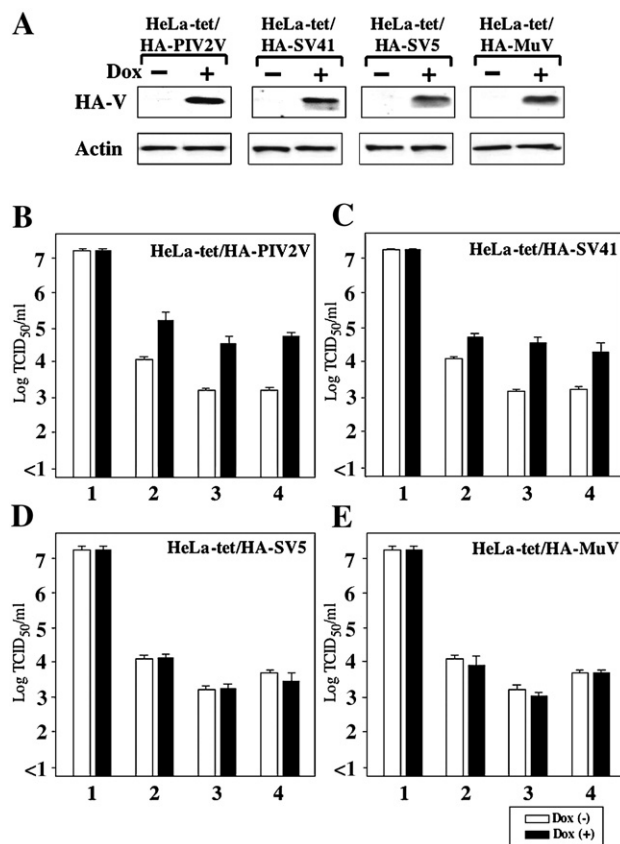 A
HeLa-tet/ HeLa-tet/ HeLa-tet/ HeLa-tet/
HA-PIV2V HA-SV41 HA-SV5 HA-MuV
Dox − + − + − + − +
HA-V
Actin
B
HeLa-tet/HA-PIV2V
Log TCID50/ml
7
6
5
4
3
2
<1
1 2 3 4
C
HeLa-tet/HA-SV41
Log TCID50/ml
7
6
5
4
3
2
<1
1 2 3 4
D
HeLa-tet/HA-SV5
Log TCID50/ml
7
6
5
4
3
2
<1
1 2 3 4
E
HeLa-tet/HA-MuV
Log TCID50/ml
7
6
5
4
3
2
<1
1 2 3 4
Dox (-)
Dox (+)